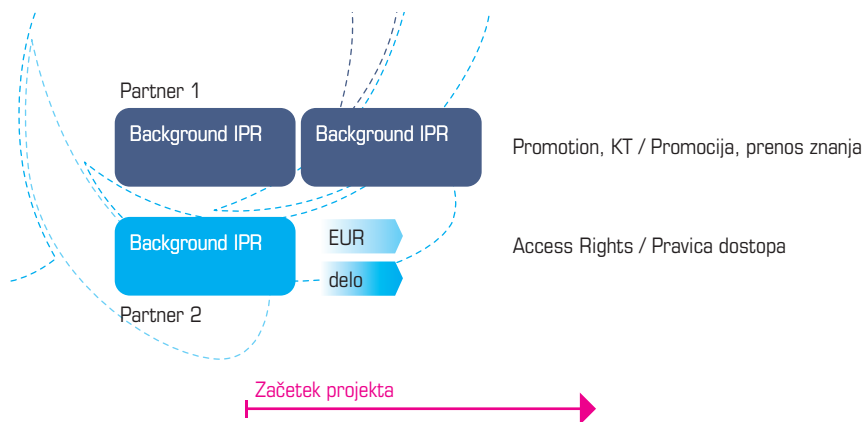 Partner 1
Background IPR
Background IPR
Promotion, KT / Promocija, prenos znanja
Background IPR
EUR
Access Rights / Pravica dostopa
delo
Partner 2
Začetek projekta